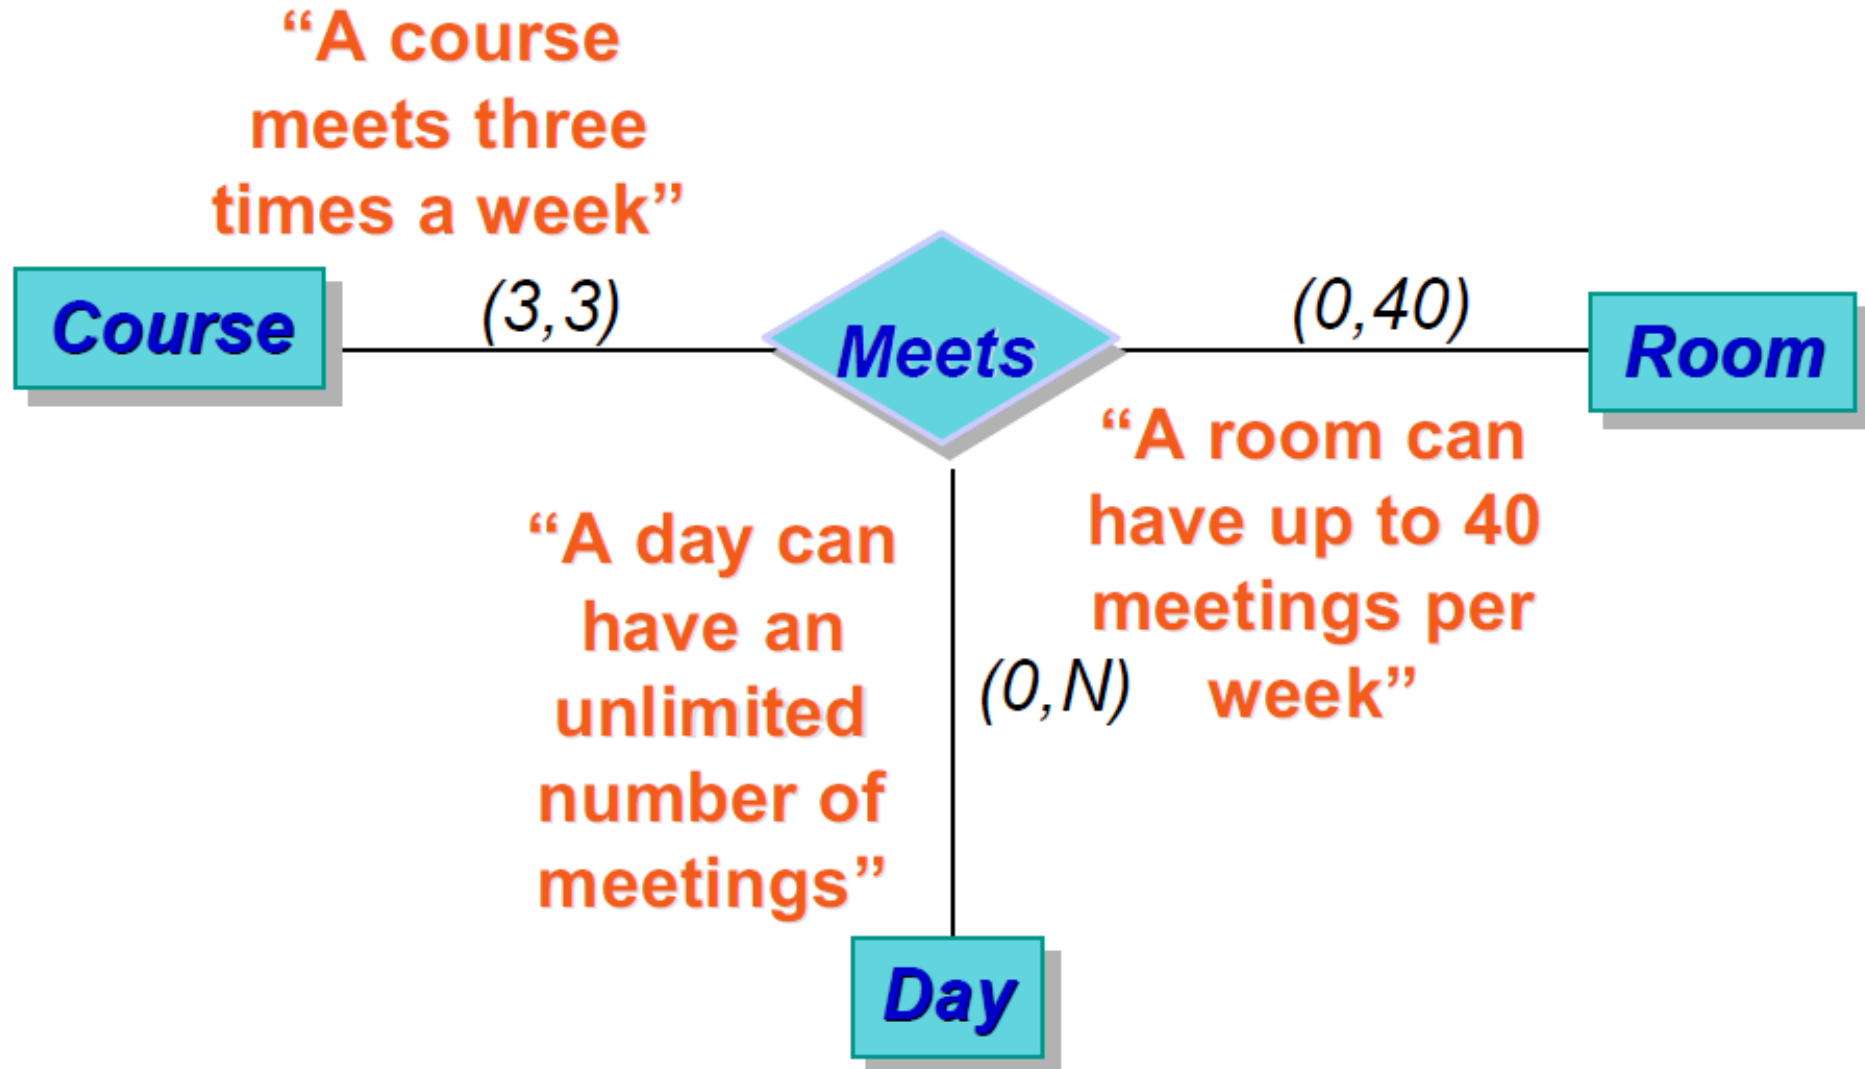 “A course
meets three
times a week”
Course
(3,3)
Meets
(0,40)
Room
“A room can
have up to 40
meetings per
week”
“A day can
have an
unlimited
number of
meetings”
(0,N)
Day